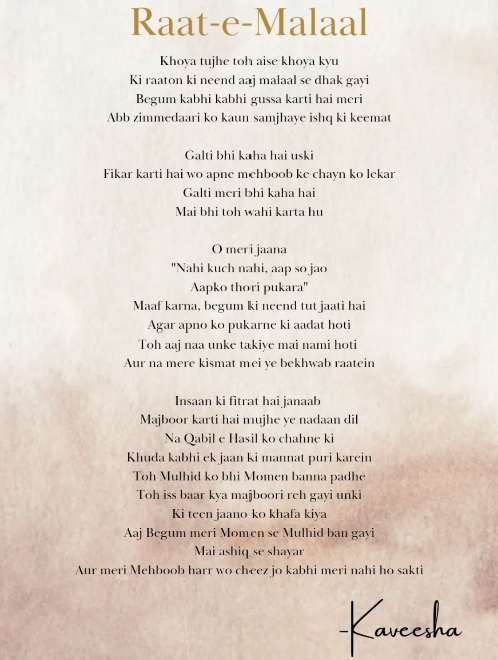 Raat-e-Malaal
Khoya tujhe toh aise khoya kyu
Ki raaton ki neend aaj malaal se dhak gayi
Begum kabhi kabhi gussa karti hai meri
Abb zimmedaari ko kaun samjhaye ishq ki keemat
Galti bhi kaha hai uski
Fikar karti hai wo apne mehboob ke chayn ko lekar
Galti meri bhi kaha hai
Mai bhi toh wahi karta hu
O meri jaana
"Nahi kuch nahi, aap so jao
Aapko thori pukara"
Maaf karna, begum ki neend tut jaati hai
Agar apno ko pukarne ki aadat hoti
Toh aaj naa unke takiye mai nami hoti
Aur na mere kismat mei ye bekhwab raatein
Insaan ki fitrat hai janaab
Majboor karti hai mujhe ye nadaan dil
Na Qabil e Hasil ko chahne ki
Khuda kabhi ek jaan ki mannat puri karein
Toh Mulhid ko bhi Momen banna padhe
Toh iss baar kya majboori reh gayi unki
Ki teen jaano ko khafa kiya
Aaj Begum meri Momen se Mulhid ban gayi
Mai ashiq se shayar
Aur meri Mehboob harr wo cheez jo kabhi meri nahi ho sakti
-Kaveesha